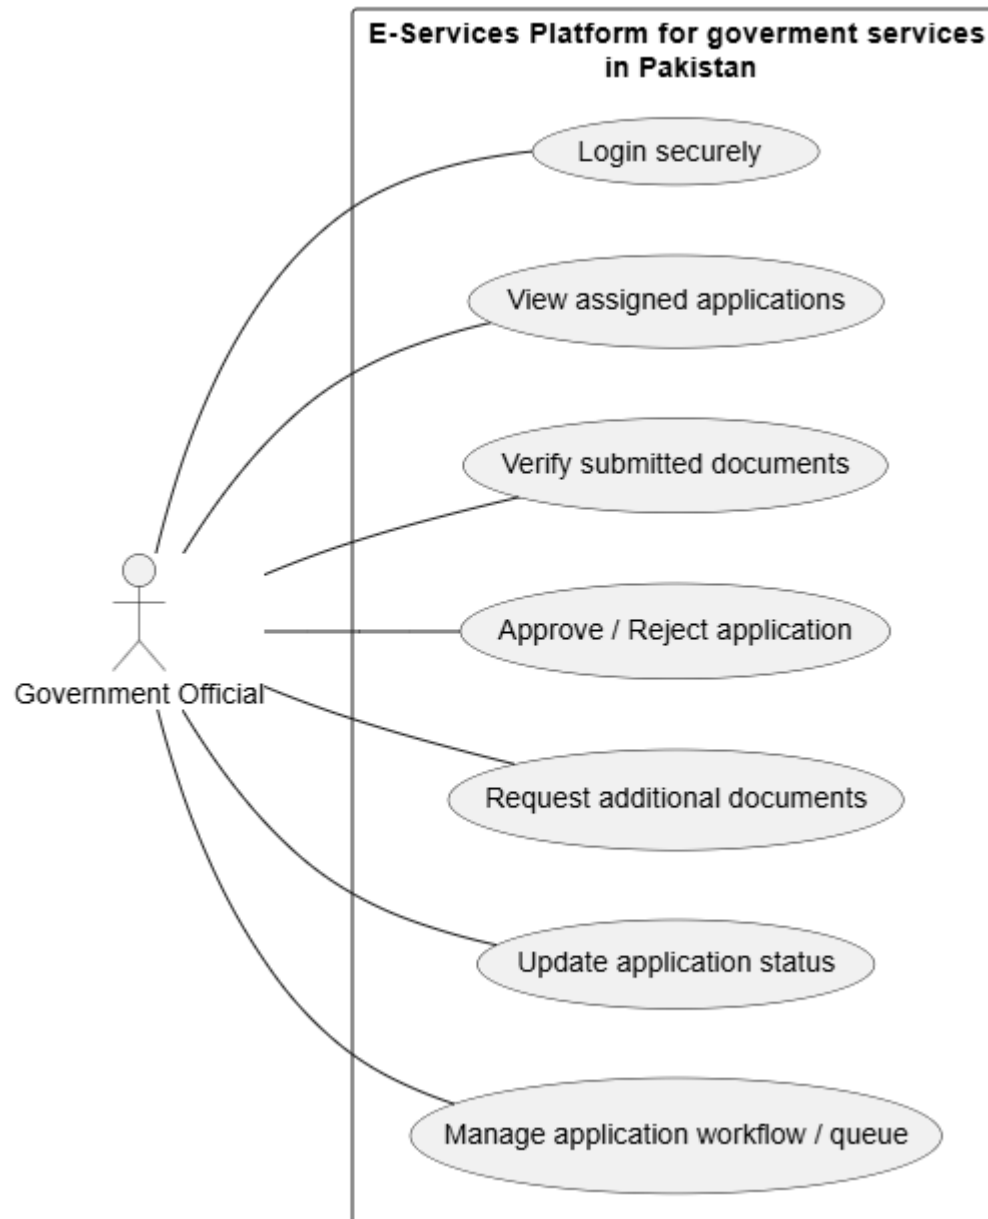 E-Services Platform for goverment services
in Pakistan
Login securely
View assigned applications
Verify submitted documents
Approve / Reject application
Government Official
Request additional documents
Update application status
Manage application workflow / queue